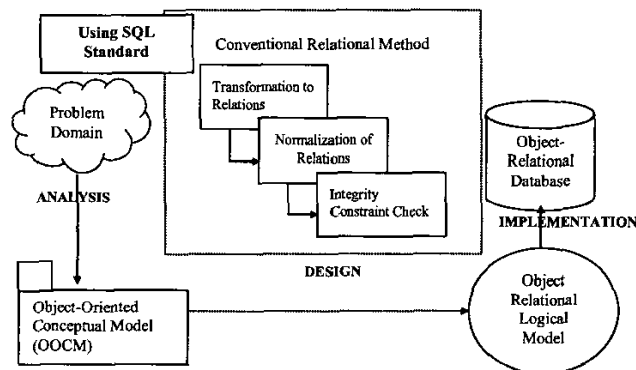 Using SQL
Standard
Conventional Relational Method
Transformation to
Relations
Normalization of
Relations
Integrity
Constraint Check
Problem
Domain
ANALYSIS
Object-
Relational
Database
IMPLEMENTATION
DESIGN
Object-Oriented
Conceptual Model
(OOCM)
Object
Relational
Logical
Model